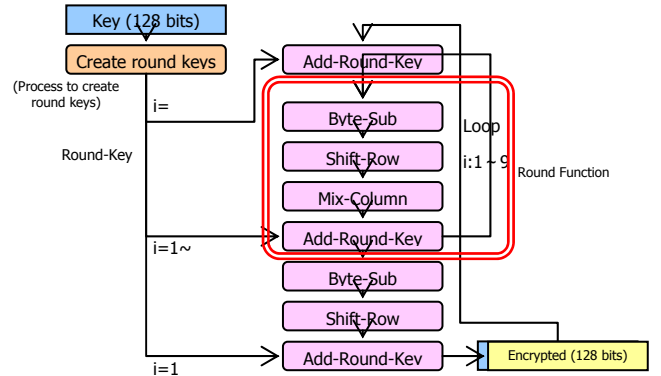 Key (128 bits)
Create round keys
(Process to create
round keys)
i=
Round-Key
i=1~
i=1
Add-Round-Key
Byte-Sub
Shift-Row
Mix-Column
Add-Round-Key
Byte-Sub
Shift-Row
Add-Round-Key
Loop
i:1~9
Round Function
Encrypted (128 bits)